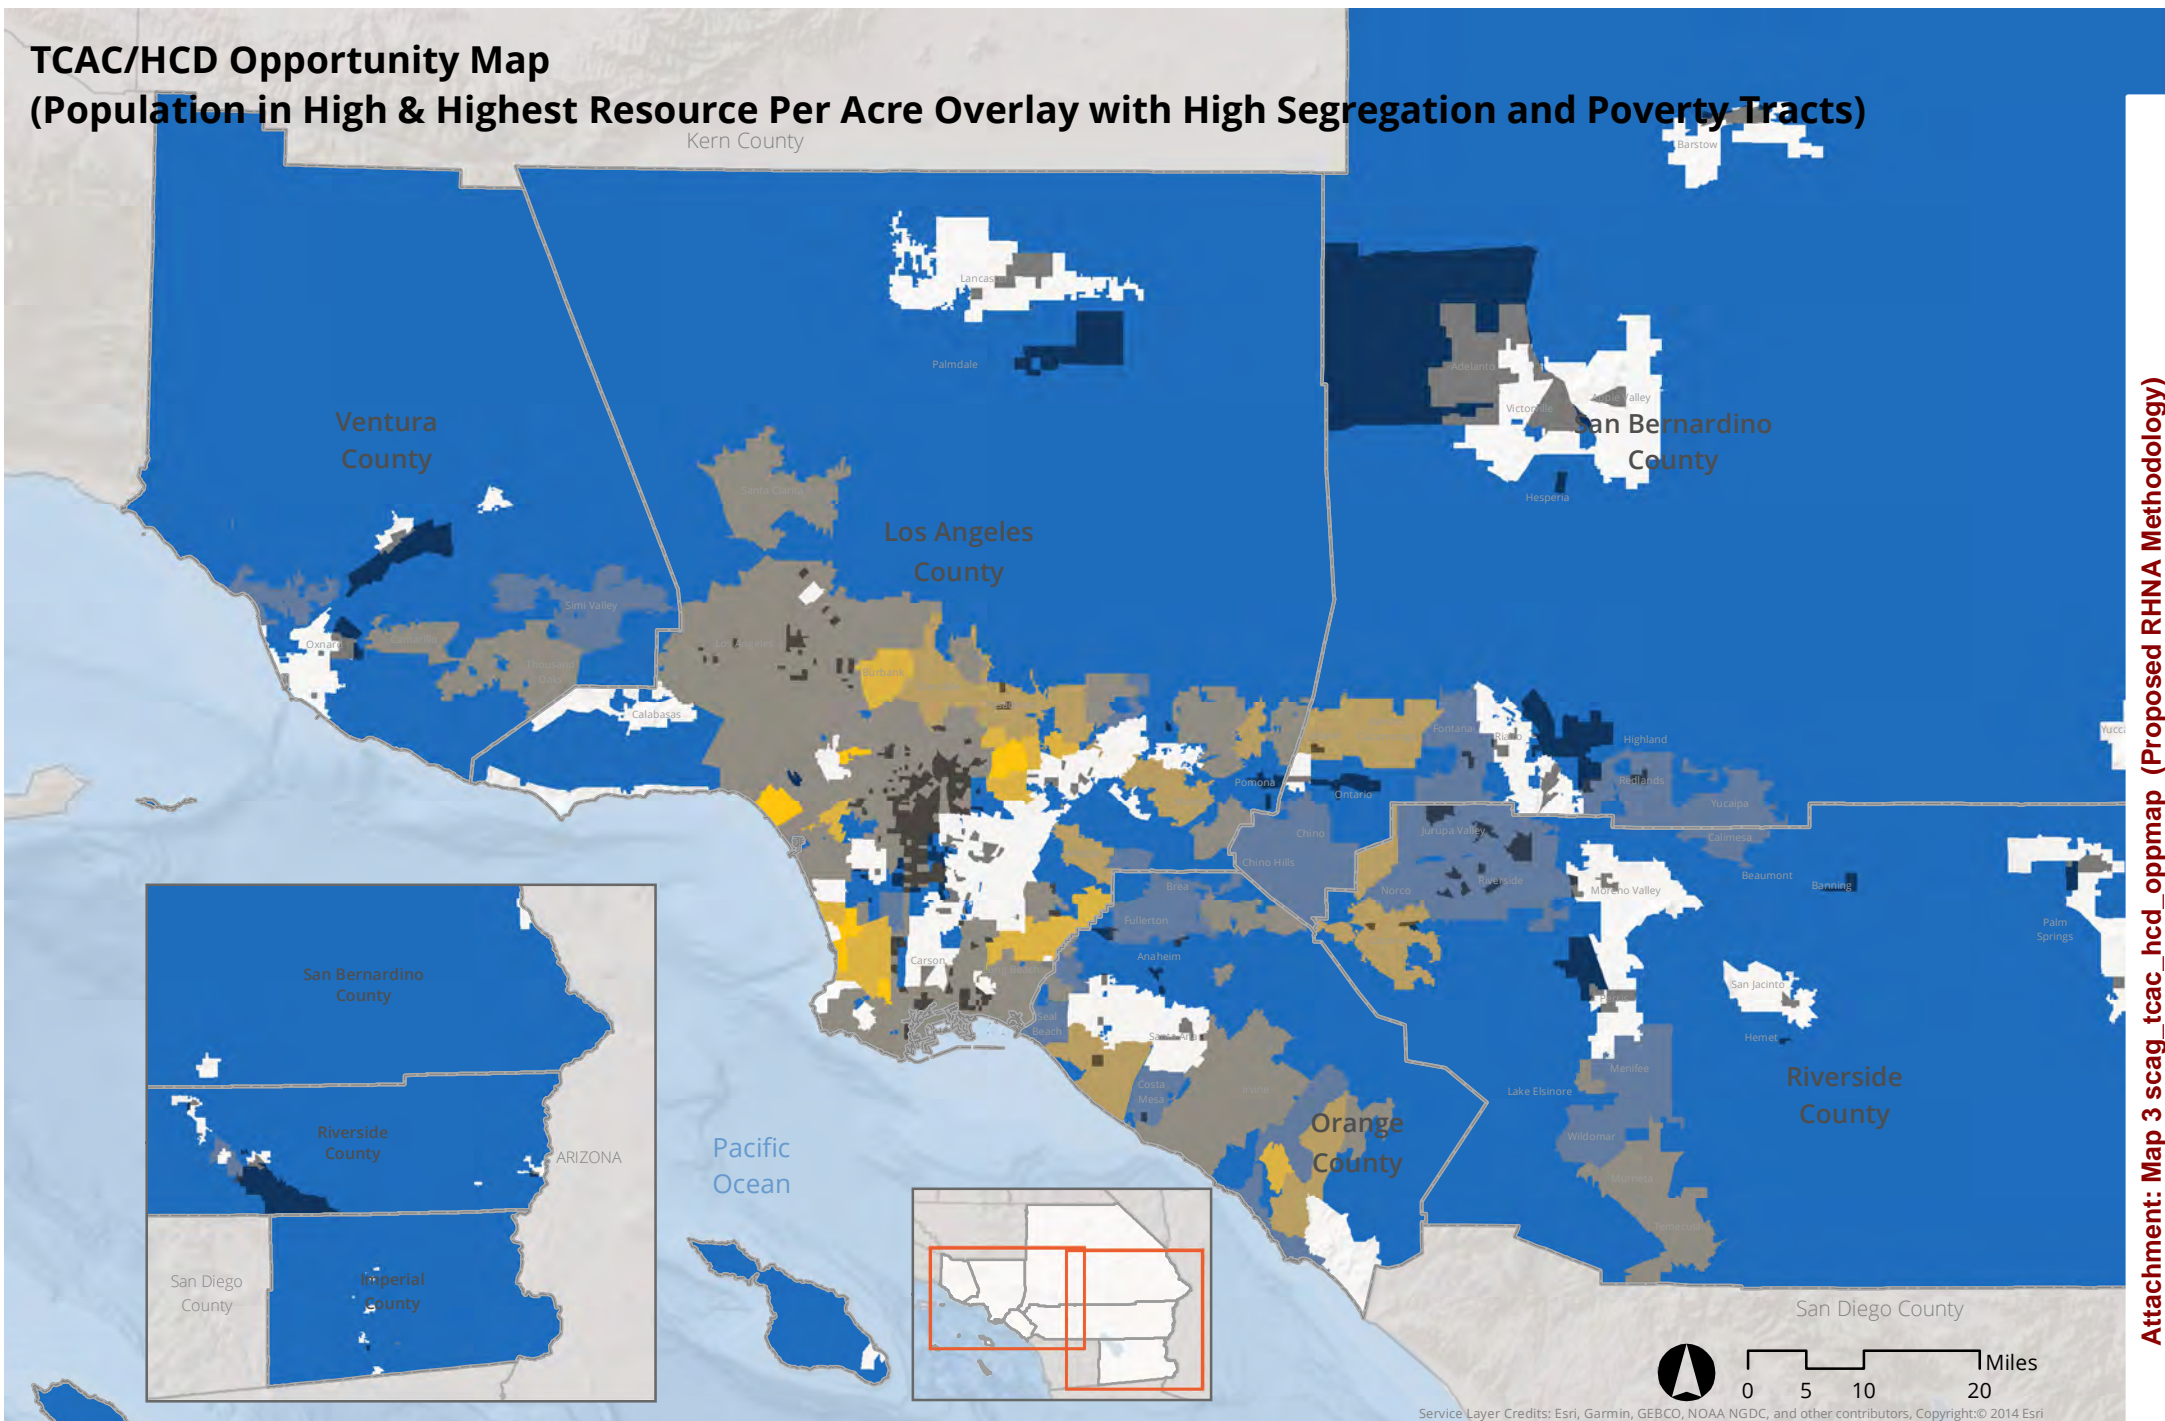 TCAC/HCD Opportunity Map
(Population in High & Highest Resource Per Acre Overlay with High Segregation and Poverty Tracts)
Kern County
Barstow
Lancaster
Palmdale
Adelanto
Victorville
Apple Valley
San Bernardino
County
Hesperia
Ventura
County
Santa Clarita
Los Angeles
County
Simi Valley
Oxnard
Camarillo
Thousand
Oaks
Los Angeles
Burbank
Calabasas
Pomona
Ontario
Fontana
Rialto
Highland
Redlands
Yucaipa
Yucca
Chino
Chino Hills
Jurupa Valley
Calimesa
Norco
Riverside
Moreno Valley
Beaumont
Banning
Palm
Springs
Brea
Fullerton
Anaheim
Carson
Long Beach
Seal
Beach
Santa Ana
Costa
Mesa
Irvine
Orange
County
Perris
San Jacinto
Hemet
Menifee
Lake Elsinore
Wildomar
Murrieta
Temecula
Riverside
County
San Bernardino
County
Riverside
County
ARIZONA
San Diego
County
Imperial
County
Pacific
Ocean
San Diego County
Miles
0 5 10 20
Service Layer Credits: Esri, Garmin, GEBCO, NOAA NGDC, and other contributors, Copyright:© 2014 Esri
Attachment: Map 3 scag_tcac_hcd_oppmap (Proposed RHNA Methodology)